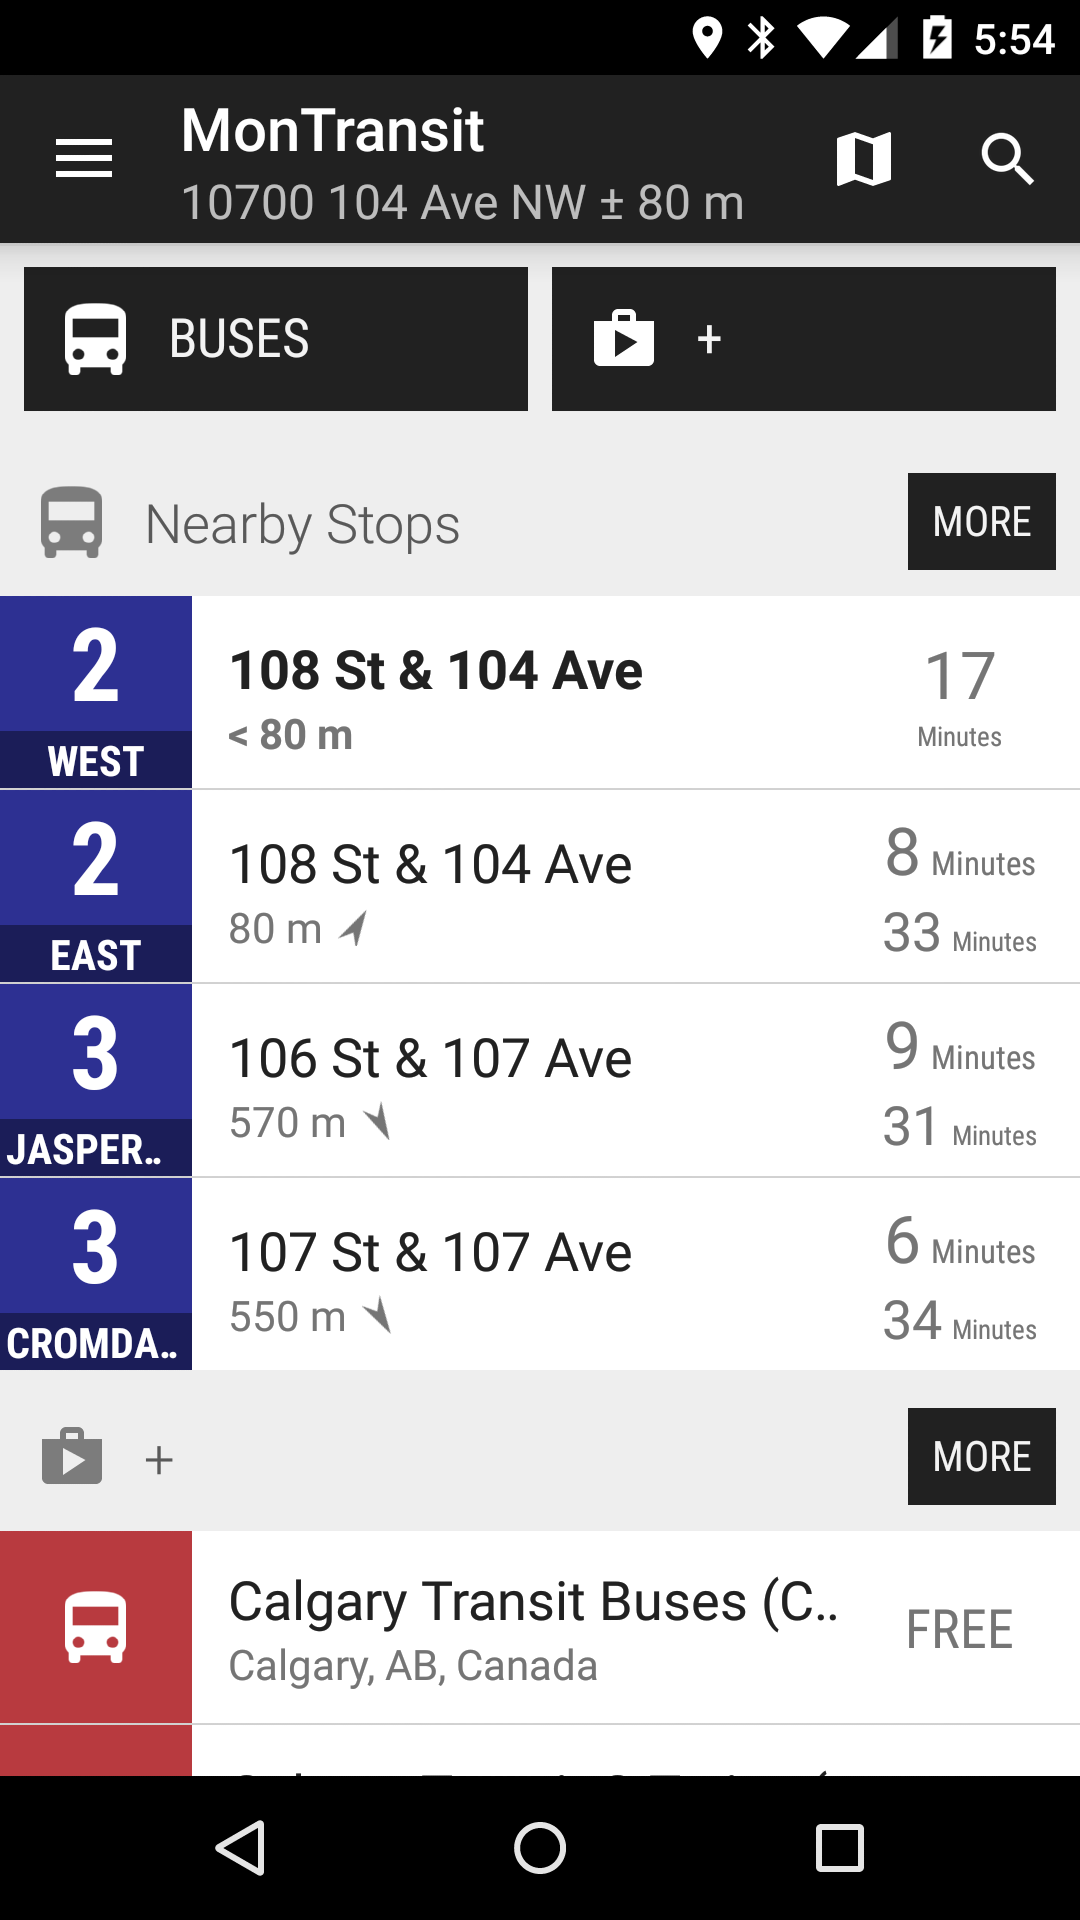 5:54
MonTransit
10700 104 Ave NW ± 80 m
BUSES
+
Nearby Stops
MORE
2
WEST
108 St & 104 Ave
< 80 m
17
Minutes
2
EAST
108 St & 104 Ave
80 m
8 Minutes
33 Minutes
3
JASPER..
106 St & 107 Ave
570 m
9 Minutes
31 Minutes
3
CROMDA..
107 St & 107 Ave
550 m
6 Minutes
34 Minutes
+
MORE
Calgary Transit Buses (C..
Calgary, AB, Canada
FREE